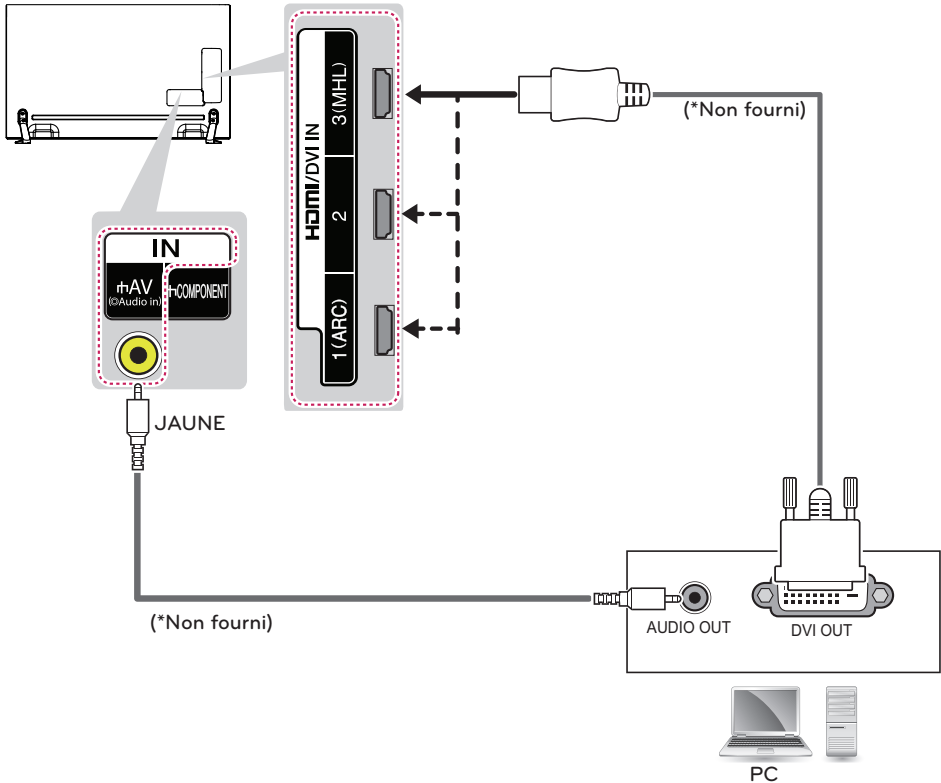 HDMI/DVI IN
3(MHL)
2
1(ARC)
(*Non fourni)
IN
AV
(Audio in)
COMPONENT
JAUNE
(*Non fourni)
AUDIO OUT
DVI OUT
PC